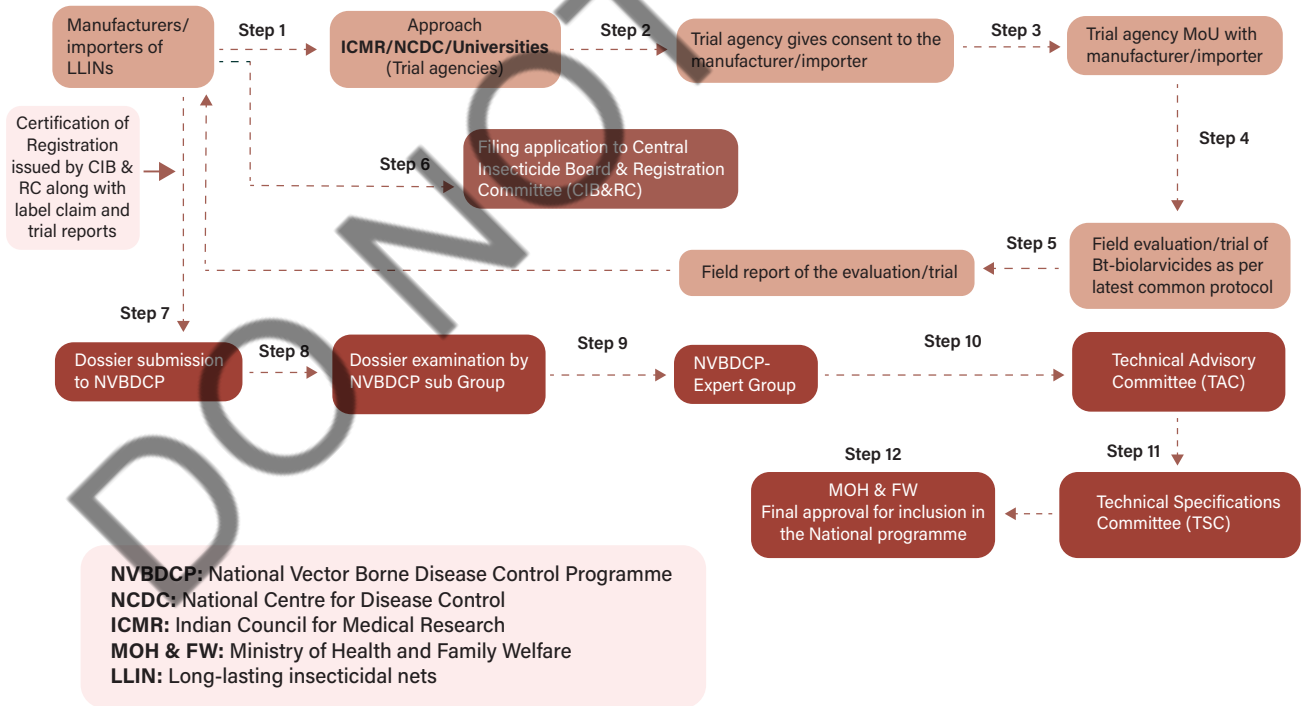 Manufacturers/
importers of
LLINs
Step 1
Approach
ICMR/NCDC/Universities
(Trial agencies)
Step 2
Trial agency gives consent to the
manufacturer/importer
Step 3
Trial agency MoU with
manufacturer/importer
Certification of
Registration
issued by CIB &
RC along with
label claim and
trial reports
Step 6
Filing application to Central
Insecticide Board & Registration
Committee (CIB&RC)
Step 4
Field evaluation/trial of
Bt-biolarvicides as per
latest common protocol
Step 5
Field report of the evaluation/trial
Step 7
Dossier submission
to NVBDCP
Step 8
Dossier examination by
NVBDCP sub Group
Step 9
NVBDCP-
Expert Group
Step 10
Technical Advisory
Committee (TAC)
Step 11
Technical Specifications
Committee (TSC)
Step 12
MOH & FW
Final approval for inclusion in
the National programme
NVBDCP: National Vector Borne Disease Control Programme
NCDC: National Centre for Disease Control
ICMR: Indian Council for Medical Research
MOH & FW: Ministry of Health and Family Welfare
LLIN: Long-lasting insecticidal nets
DO NOT